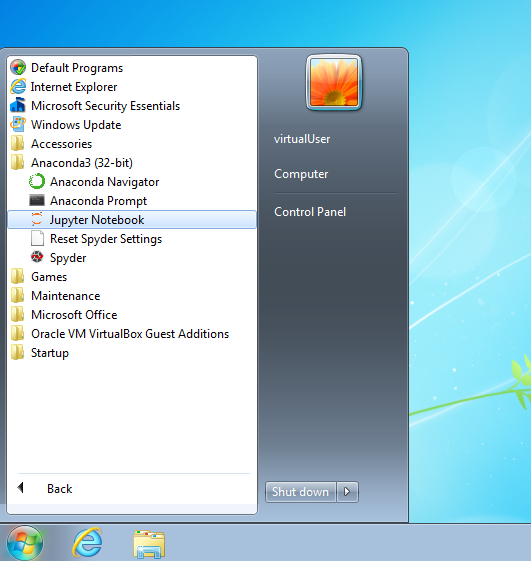 Default Programs
Internet Explorer
Microsoft Security Essentials
Windows Update
Accessories
Anaconda3 (32-bit)
Anaconda Navigator
Anaconda Prompt
Jupyter Notebook
Reset Spyder Settings
Spyder
Games
Maintenance
Microsoft Office
Oracle VM VirtualBox Guest Additions
Startup
Back
virtualUser
Computer
Control Panel
Shut down